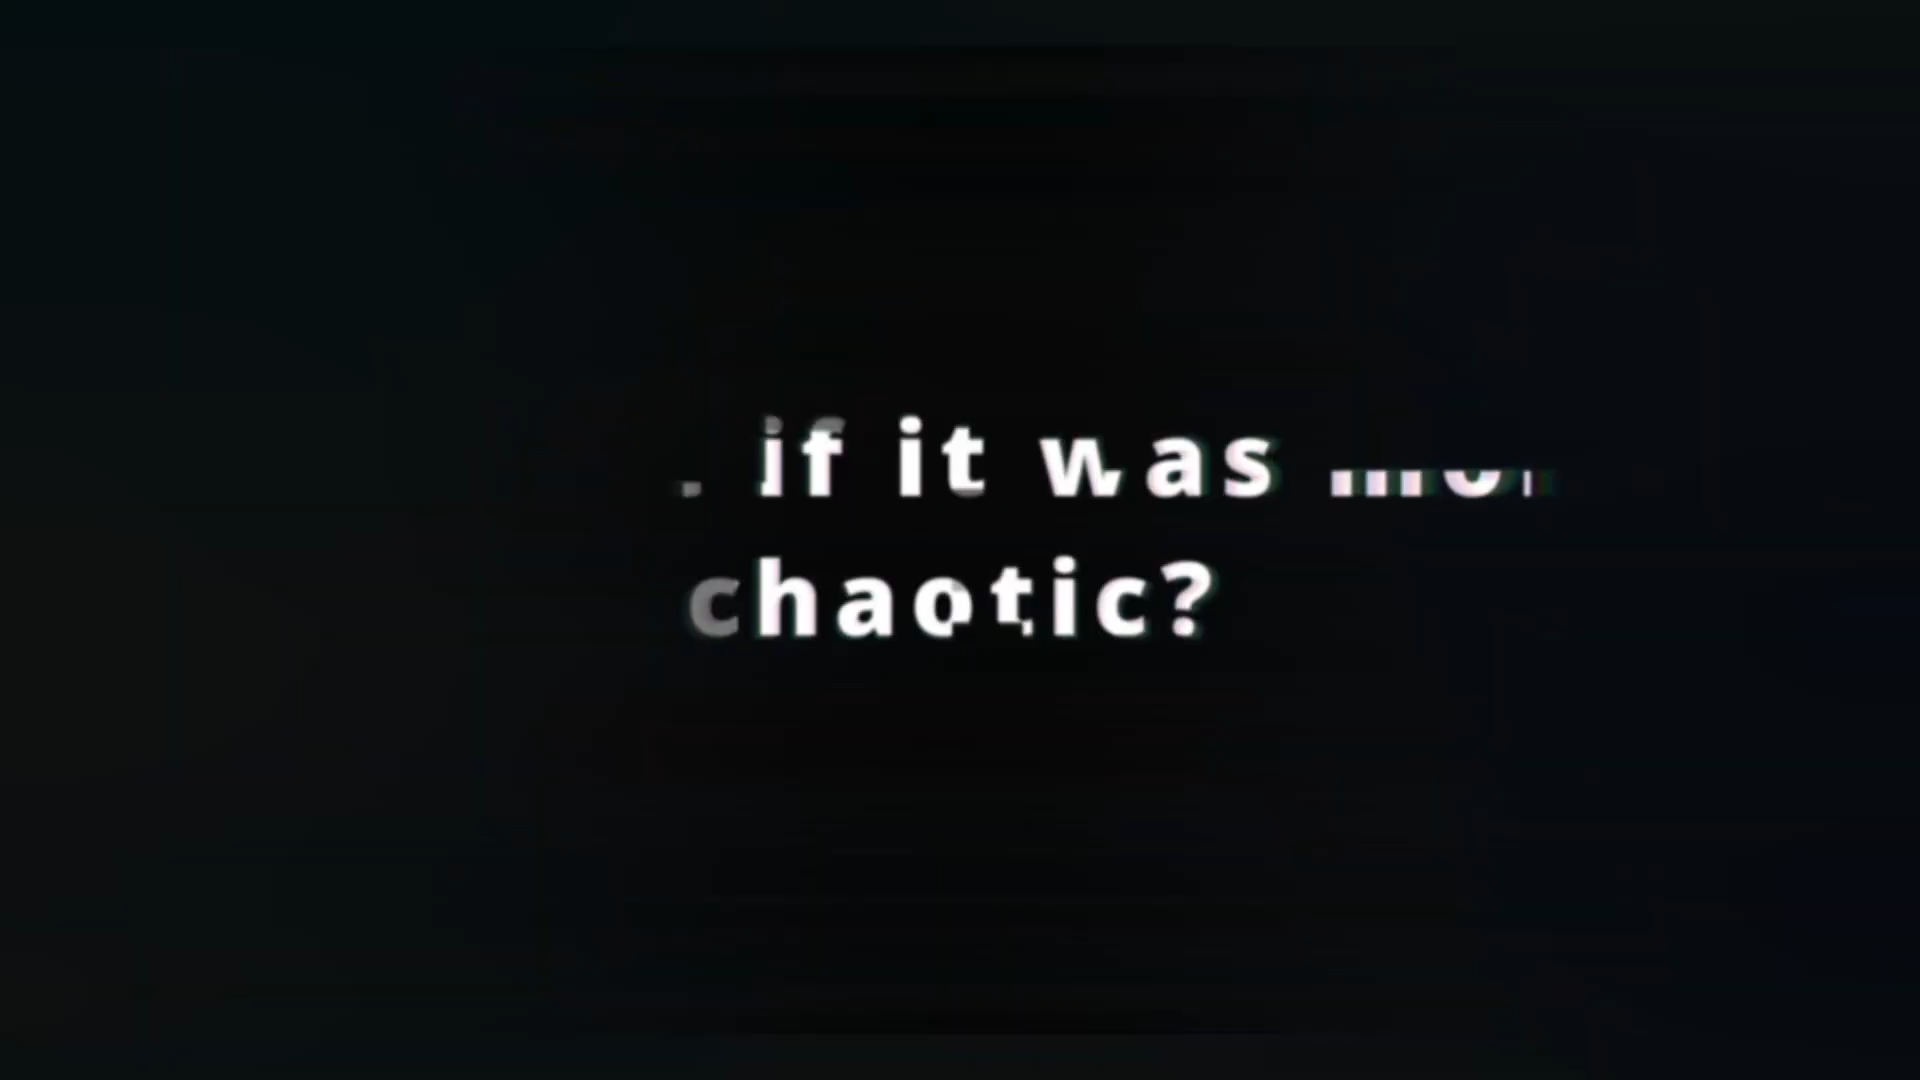 . if it was
chaotic?